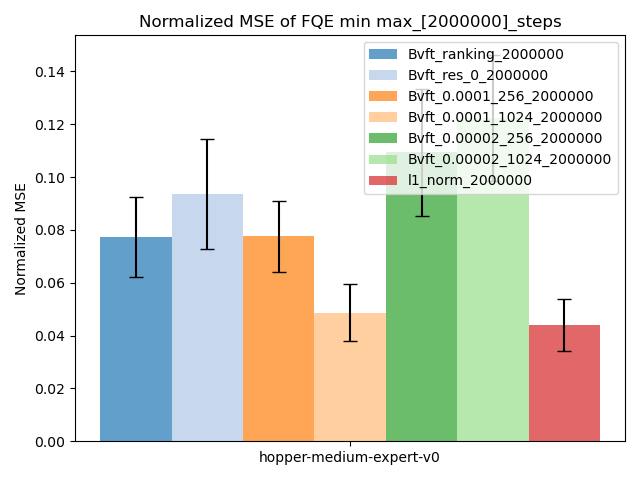 Normalized MSE of FQE min max_[2000000]_steps
Normalized MSE
0.14
0.12
0.10
0.08
0.06
0.04
0.02
0.00
Bvft_ranking_2000000
Bvft_res_0_2000000
Bvft_0.0001_256_2000000
Bvft_0.0001_1024_2000000
Bvft_0.00002_256_2000000
Bvft_0.00002_1024_2000000
l1_norm_2000000
hopper-medium-expert-v0